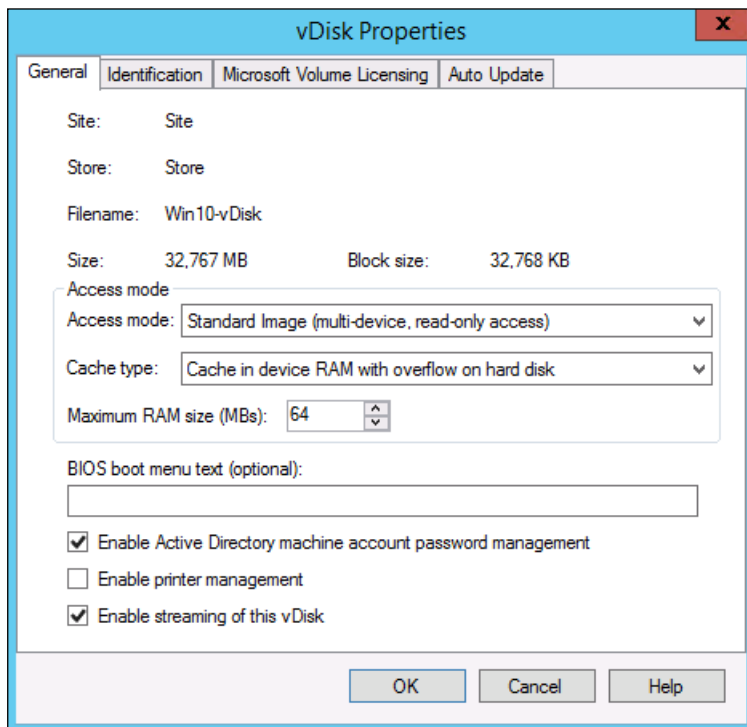 vDisk Properties
x
General Identification Microsoft Volume Licensing Auto Update
Site: Site
Store: Store
Filename: Win10-vDisk
Size: 32,767 MB Block size: 32,768 KB
Access mode
Access mode: Standard Image (multi-device, read-only access)
Cache type: Cache in device RAM with overflow on hard disk
Maximum RAM size (MBs): 64
BIOS boot menu text (optional):
Enable Active Directory machine account password management
Enable printer management
Enable streaming of this vDisk
OK Cancel Help